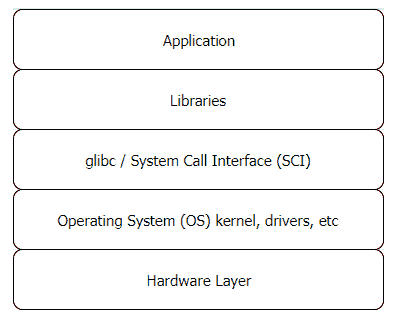 Application
Libraries
glibc / System Call Interface (SCI)
Operating System (OS) kernel, drivers, etc
Hardware Layer